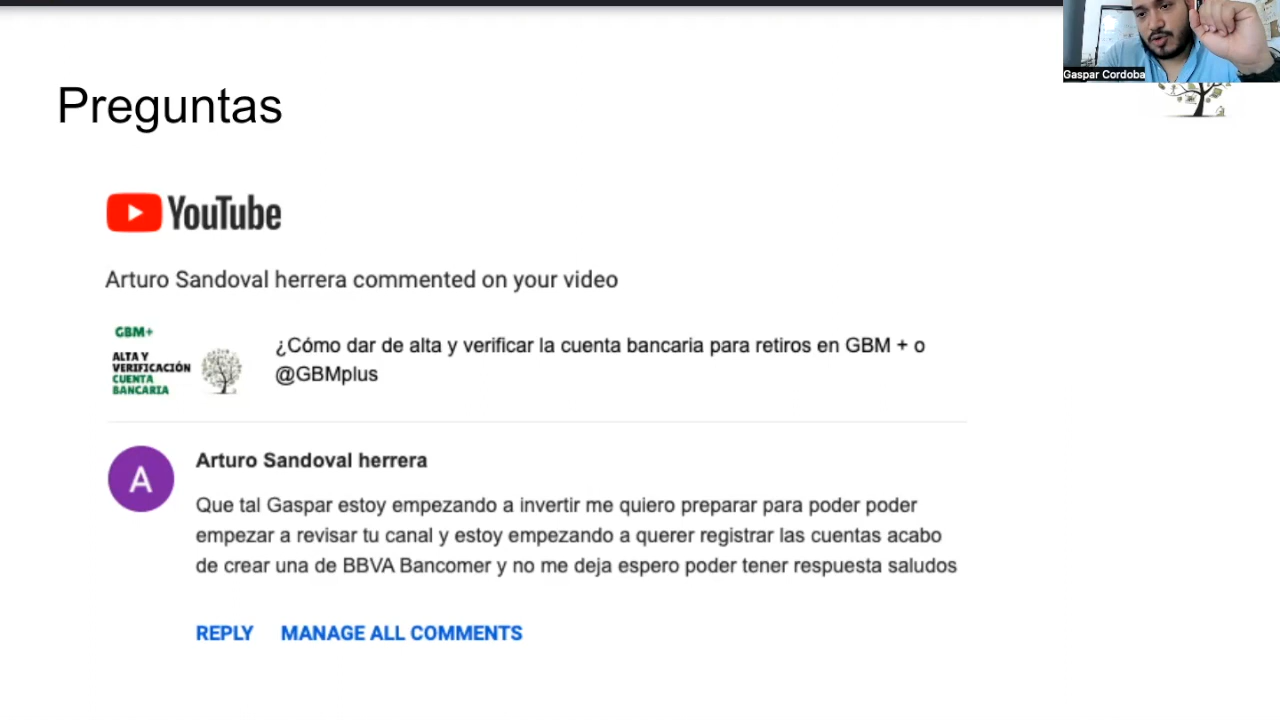 Gaspar Cordoba
Preguntas
YouTube
Arturo Sandoval herrera commented on your video
GBM+
ALTA Y
VERIFICACIÓN
CUENTA
BANCARIA
¿Cómo dar de alta y verificar la cuenta bancaria para retiros en GBM + o
@GBMplus
A
Arturo Sandoval herrera
Que tal Gaspar estoy empezando a invertir me quiero preparar para poder poder
empezar a revisar tu canal y estoy empezando a querer registrar las cuentas acabo
de crear una de BBVA Bancomer y no me deja espero poder tener respuesta saludos
REPLY MANAGE ALL COMMENTS